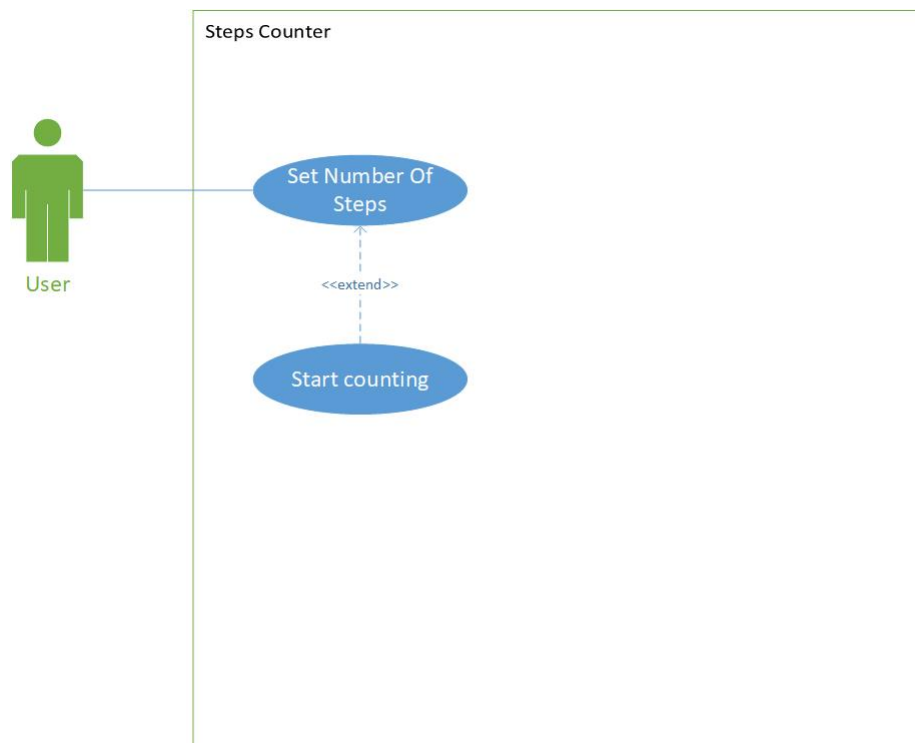 Steps Counter
Set Number Of
Steps
User
<<extend>>
Start counting